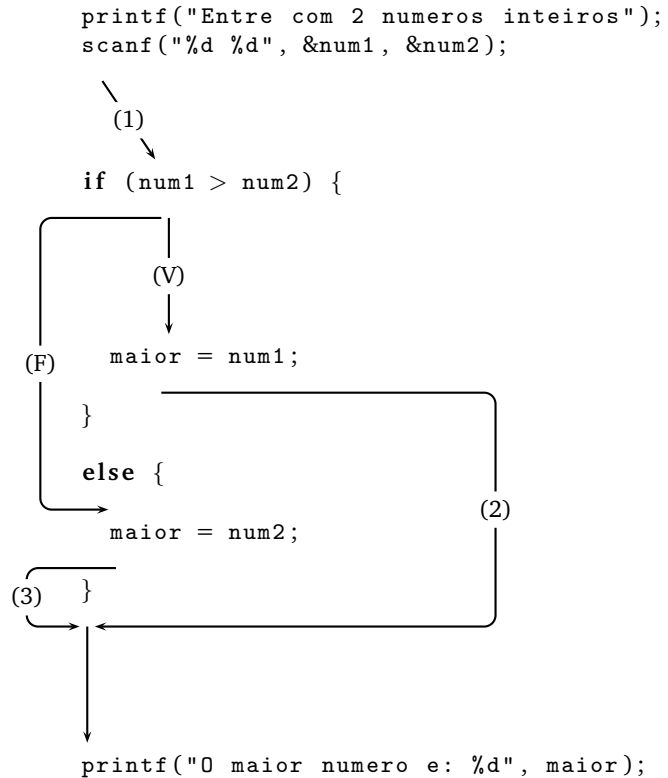 printf("Entre com 2 numeros inteiros");
scanf("%d %d", &num1, &num2);
(1)
if (num1 > num2) {
(V)
(F)
maior = num1;
}
else {
(2)
maior = num2;
(3)
}
printf("O maior numero e: %d", maior);